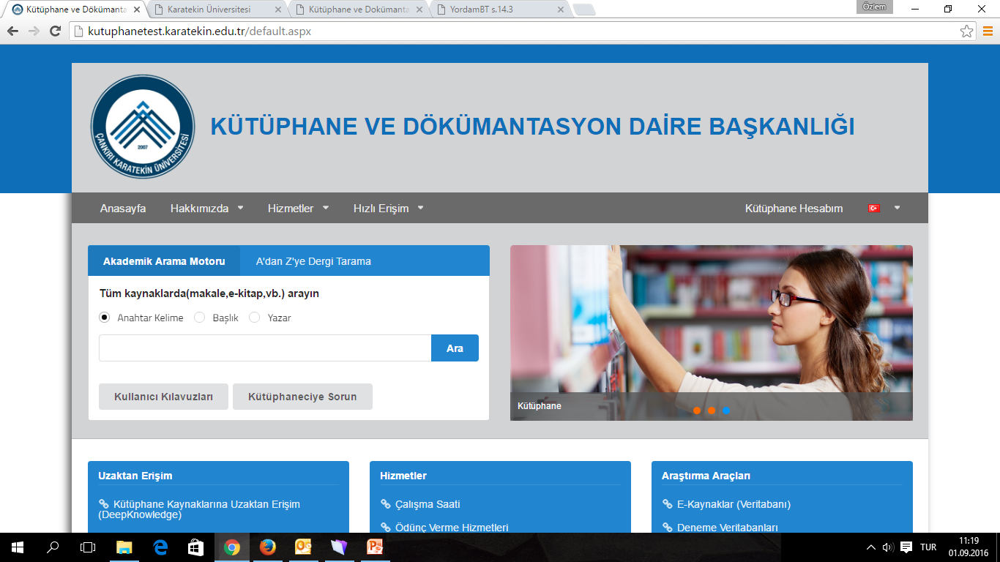 Kütüphane ve Dökümanta
Karatekin Üniversitesi
Kütüphane ve Dokümanta
YordamBT s.14.3
Özlem
kutuphanetest.karatekin.edu.tr/default.aspx
ÇANKIRI KARATEKİN ÜNİVERSİTESİ
2007
KÜTÜPHANE VE DÖKÜMANTASYON DAİRE BAŞKANLIĞI
Anasayfa Hakkımızda Hizmetler Hızlı Erişim Kütüphane Hesabım
Akademik Arama Motoru A'dan Z'ye Dergi Tarama
Tüm kaynaklarda(makale,e-kitap,vb.) arayın
Anahtar Kelime Başlık Yazar
Ara
Kullanıcı Kılavuzları Kütüphaneciye Sorun
Kütüphane
Uzaktan Erişim
Kütüphane Kaynaklarına Uzaktan Erişim
(DeepKnowledge)
Hizmetler
Çalışma Saati
Ödünç Verme Hizmetleri
Araştırma Araçları
E-Kaynaklar (Veritabanı)
Deneme Veritabanları
TUR
11:19
01.09.2016